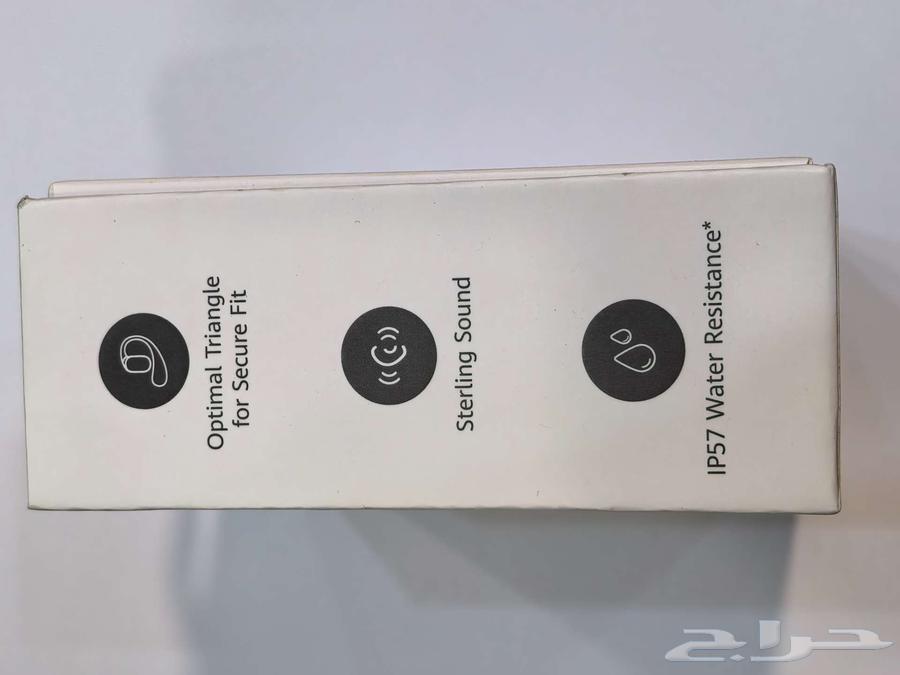 Optimal Triangle
for Secure Fit
Sterling Sound
IP57 Water Resistance*
حراج